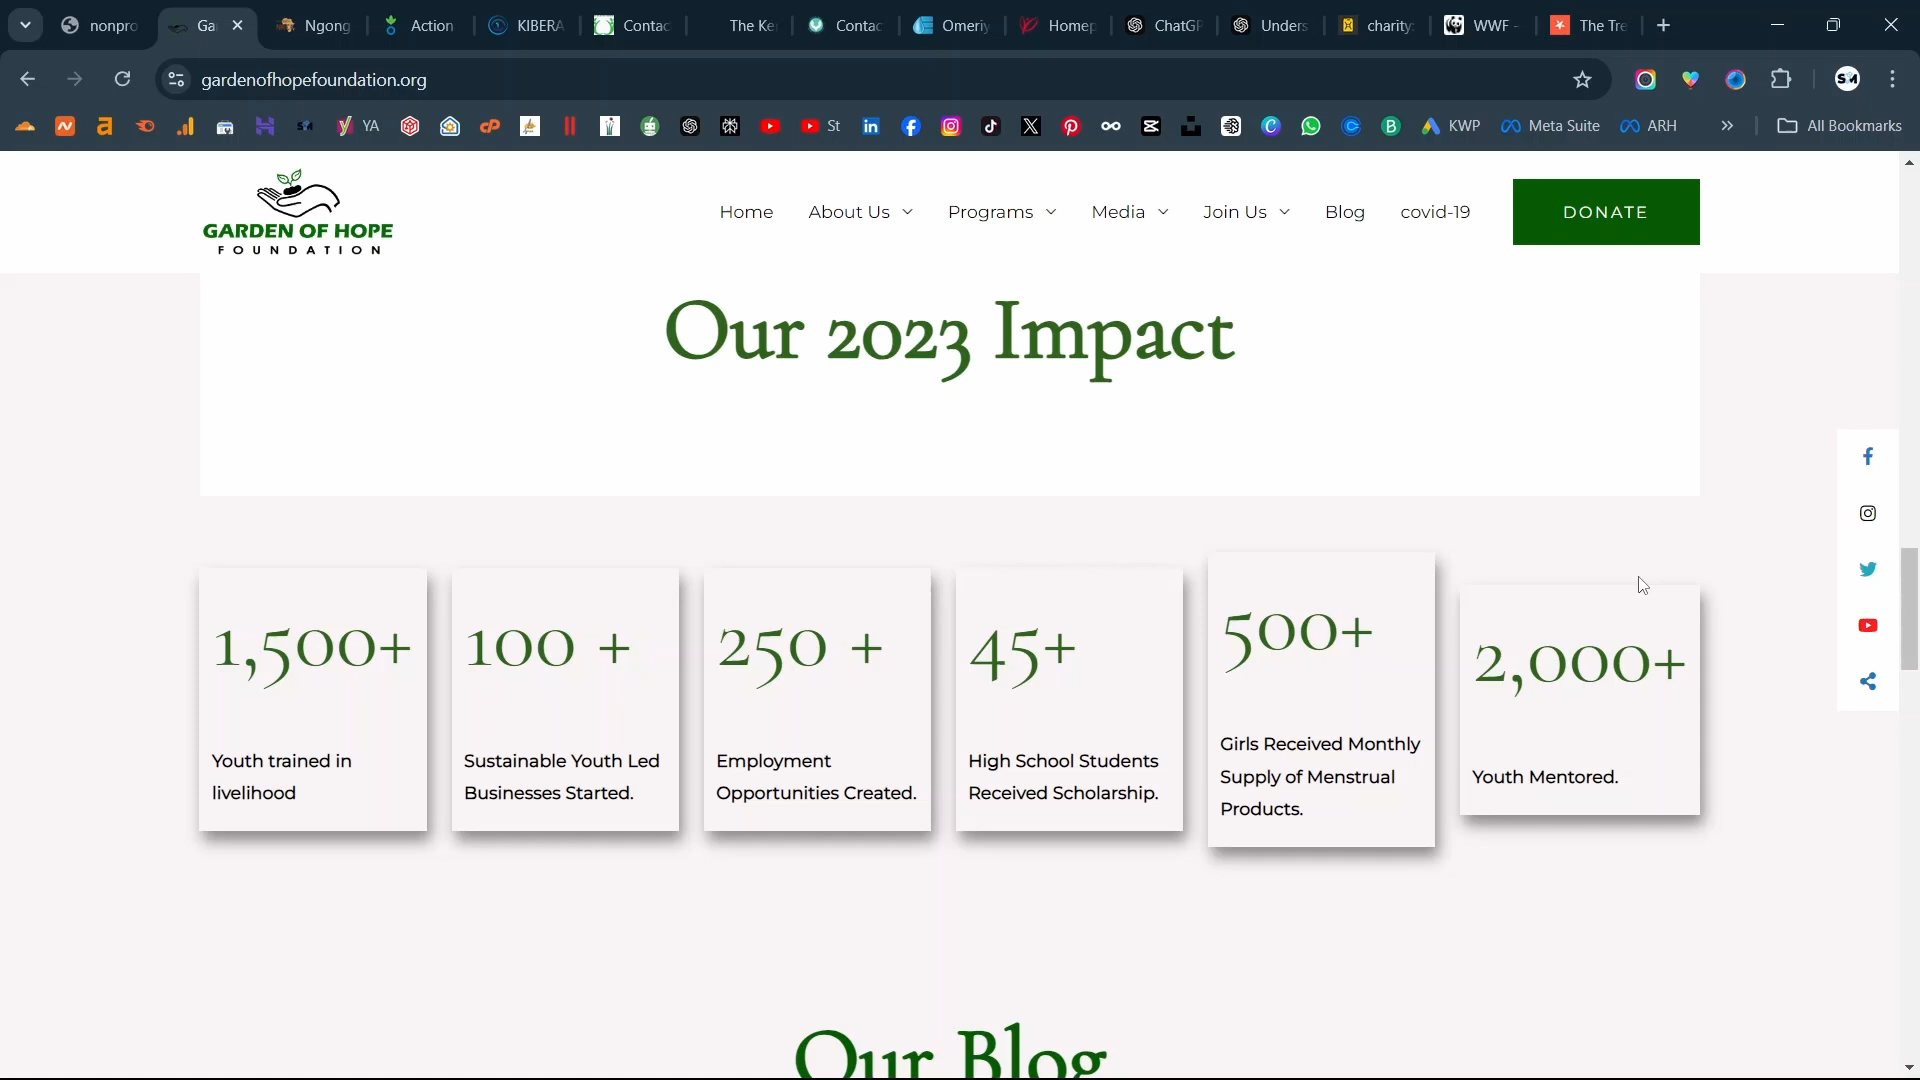 nonpro
Ga
Ngong
Action
KIBERA
Contac
The Ke
Contac
Omeriy
Homep
ChatGP
Unders
charity
WWF -
The Tre
gardenofhopefoundation.org
YA
St
KWP
Meta Suite
ARH
All Bookmarks
GARDEN OF HOPE
FOUNDATION
Home
About Us
Programs
Media
Join Us
Blog
covid-19
DONATE
Our 2023 Impact
1,500+
Youth trained in
livelihood
100 +
Sustainable Youth Led
Businesses Started.
250 +
Employment
Opportunities Created.
45+
High School Students
Received Scholarship.
500+
Girls Received Monthly
Supply of Menstrual
Products.
2,000+
Youth Mentored.
Our Blog